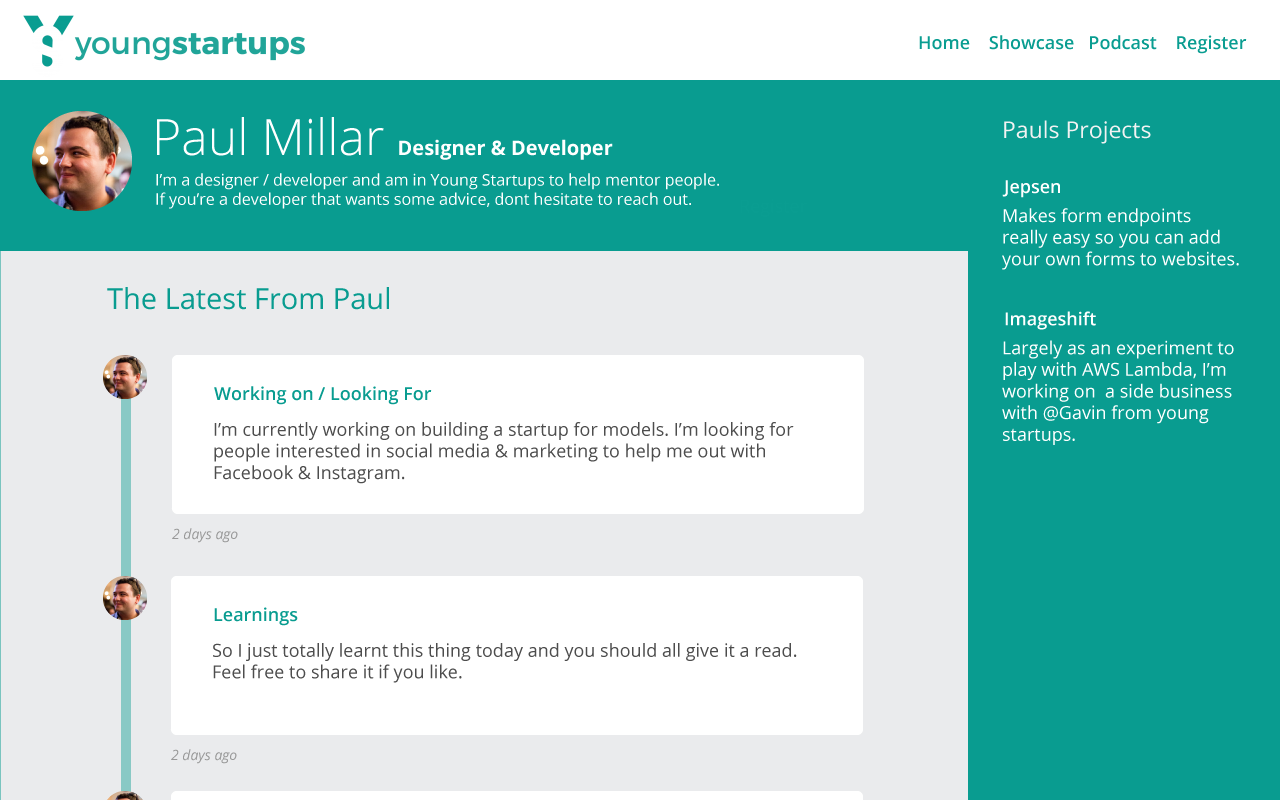 youngstartups
Home Showcase Podcast Register
Paul Millar Designer & Developer
I’m a designer / developer and am in Young Startups to help mentor people.
If you’re a developer that wants some advice, dont hesitate to reach out.
The Latest From Paul
Working on / Looking For
I’m currently working on building a startup for models. I’m looking for
people interested in social media & marketing to help me out with
Facebook & Instagram.
2 days ago
Learnings
So I just totally learnt this thing today and you should all give it a read.
Feel free to share it if you like.
2 days ago
Pauls Projects
Jepsen
Makes form endpoints
really easy so you can add
your own forms to websites.
Imageshift
Largely as an experiment to
play with AWS Lambda, I’m
working on  a side business
with @Gavin from young
startups.